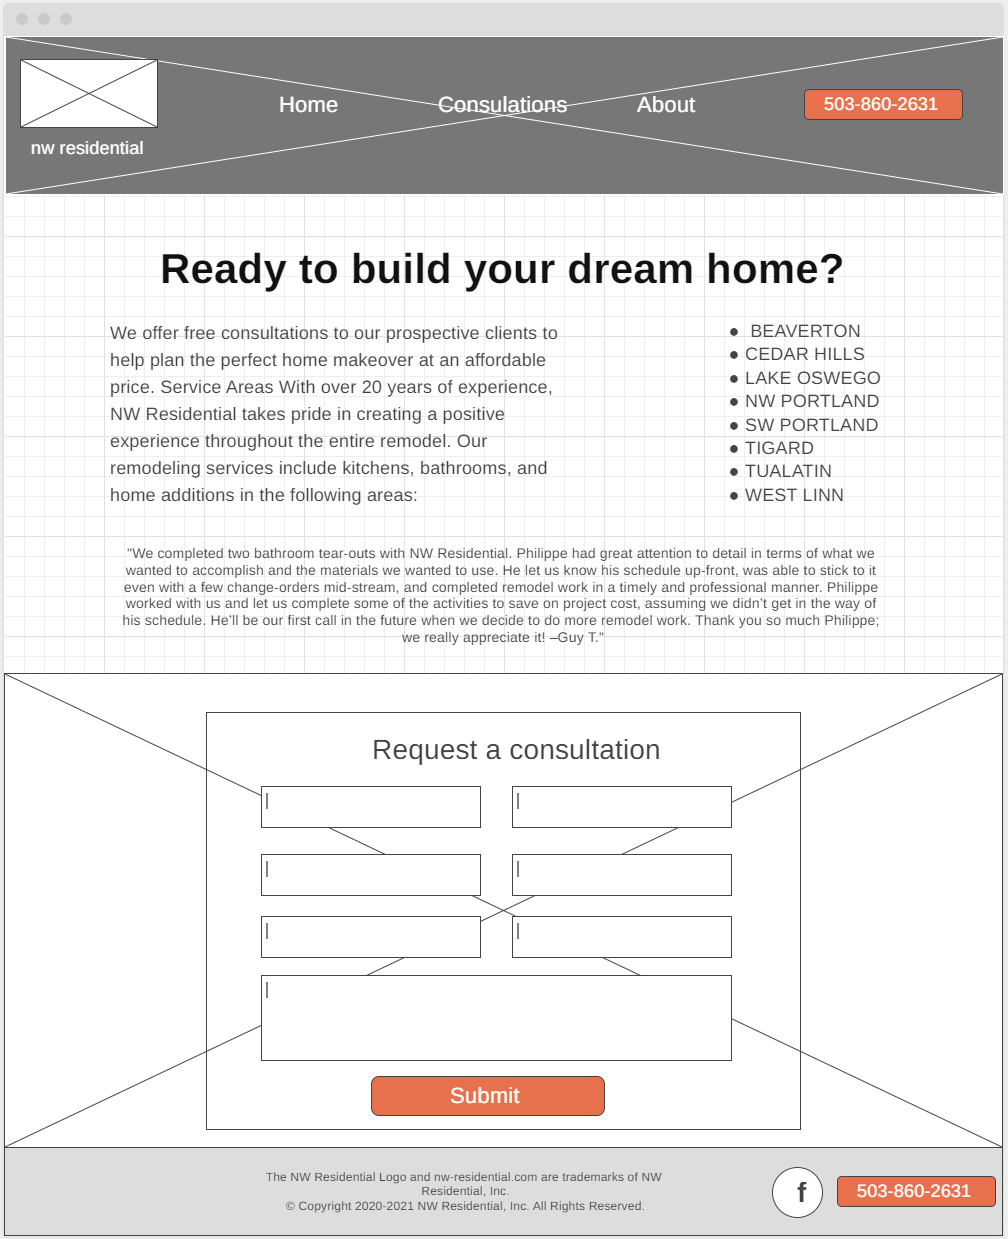 Home
Consulations
About
503-860-2631
nw residential
Ready to build your dream home?
We offer free consultations to our prospective clients to
help plan the perfect home makeover at an affordable
price. Service Areas With over 20 years of experience,
NW Residential takes pride in creating a positive
experience throughout the entire remodel. Our
remodeling services include kitchens, bathrooms, and
home additions in the following areas:
● BEAVERTON
● CEDAR HILLS
● LAKE OSWEGO
● NW PORTLAND
● SW PORTLAND
● TIGARD
● TUALATIN
● WEST LINN
"We completed two bathroom tear-outs with NW Residential. Philippe had great attention to detail in terms of what we
wanted to accomplish and the materials we wanted to use. He let us know his schedule up-front, was able to stick to it
even with a few change-orders mid-stream, and completed remodel work in a timely and professional manner. Philippe
worked with us and let us complete some of the activities to save on project cost, assuming we didn’t get in the way of
his schedule. He’ll be our first call in the future when we decide to do more remodel work. Thank you so much Philippe;
we really appreciate it! –Guy T."
Request a consultation
Submit
The NW Residential Logo and nw-residential.com are trademarks of NW
Residential, Inc.
© Copyright 2020-2021 NW Residential, Inc. All Rights Reserved.
f
503-860-2631